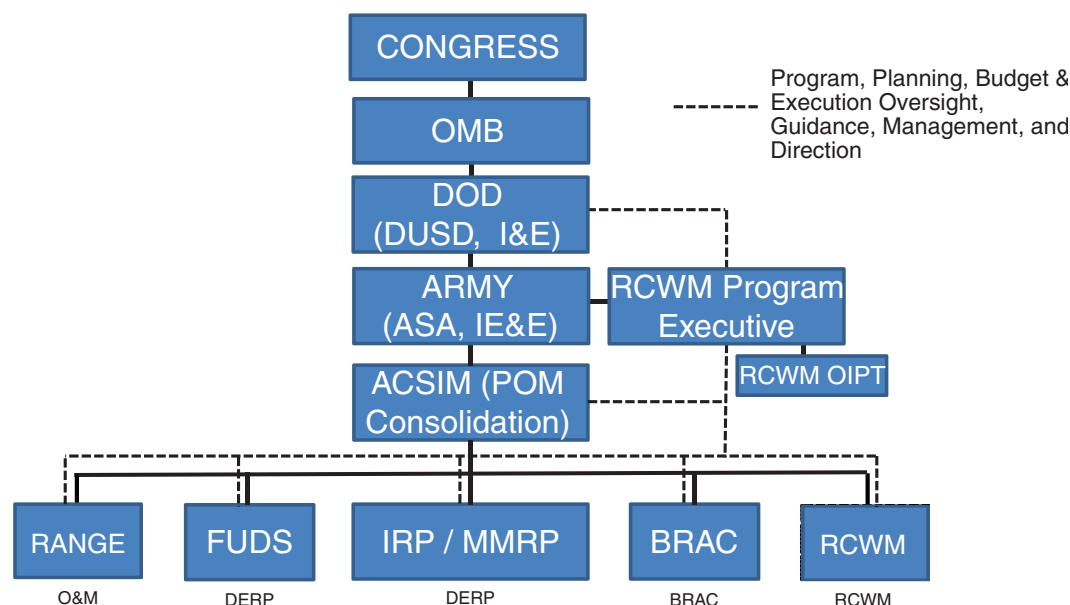 CONGRESS
Program, Planning, Budget &
Execution Oversight,
Guidance, Management, and
Direction
OMB
DOD
(DUSD, I&E)
ARMY
(ASA, IE&E)
RCWM Program
Executive
RCWM OIPT
ACSIM (POM
Consolidation)
RANGE
FUDS
IRP / MMRP
BRAC
RCWM
O&M
DERP
DERP
BRAC
RCWM